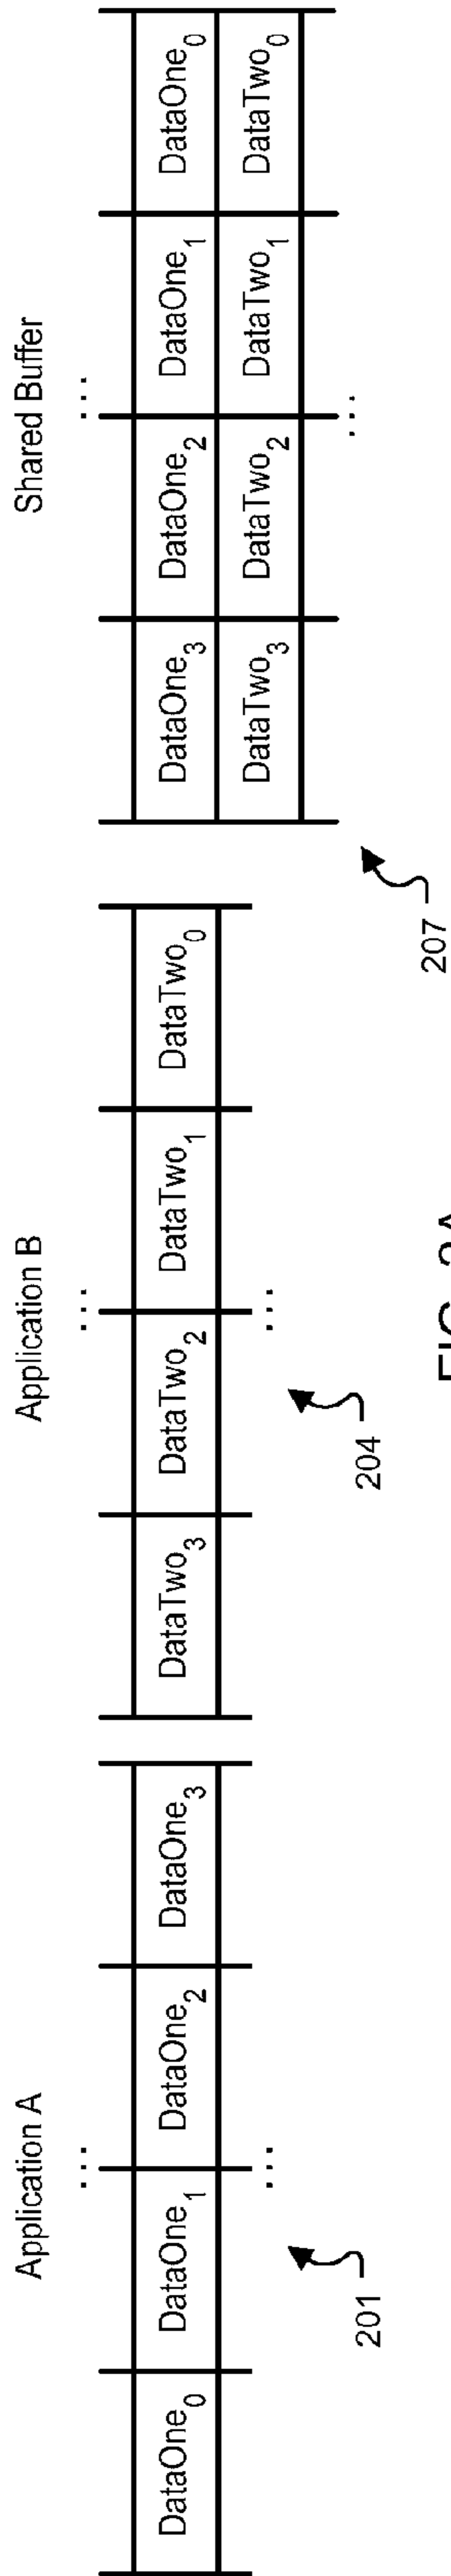 Application A
...
DataOne0 DataOne1 DataOne2 DataOne3
...
201
Application B
...
DataTwo3 DataTwo2 DataTwo1 DataTwo0
...
204
Shared Buffer
...
DataOne3 DataOne2 DataOne1 DataOne0
DataTwo3 DataTwo2 DataTwo1 DataTwo0
...
207